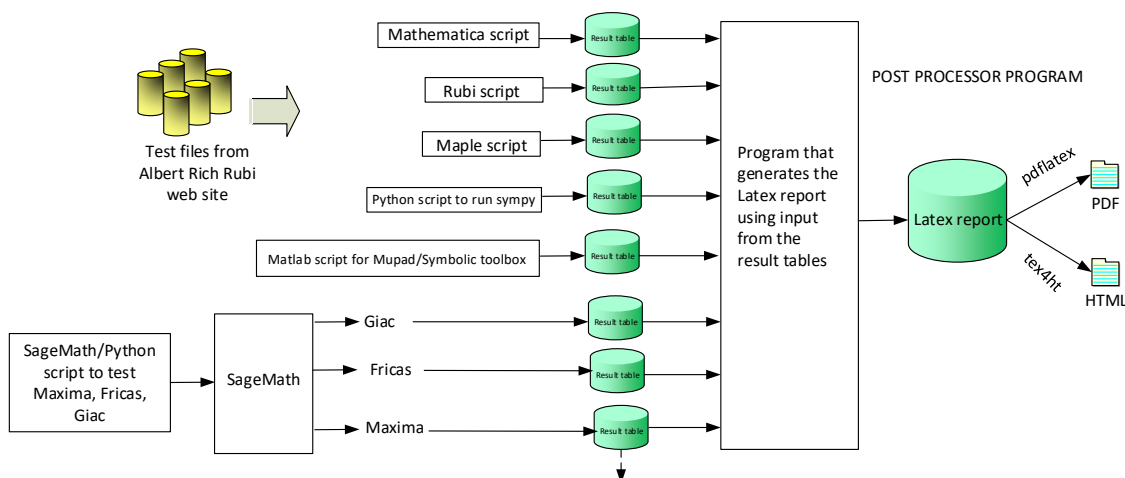 Mathematica script
Result table
Rubi script
Result table
Maple script
Result table
Python script to run sympy
Result table
Matlab script for Mupad/Symbolic toolbox
Result table
Test files from
Albert Rich Rubi
web site
SageMath/Python
script to test
Maxima, Fricas,
Giac
SageMath
Giac
Result table
Fricas
Result table
Maxima
Result table
Program that
generates the
Latex report
using input
from the
result tables
POST PROCESSOR PROGRAM
Latex report
pdflatex
PDF
tex4ht
HTML